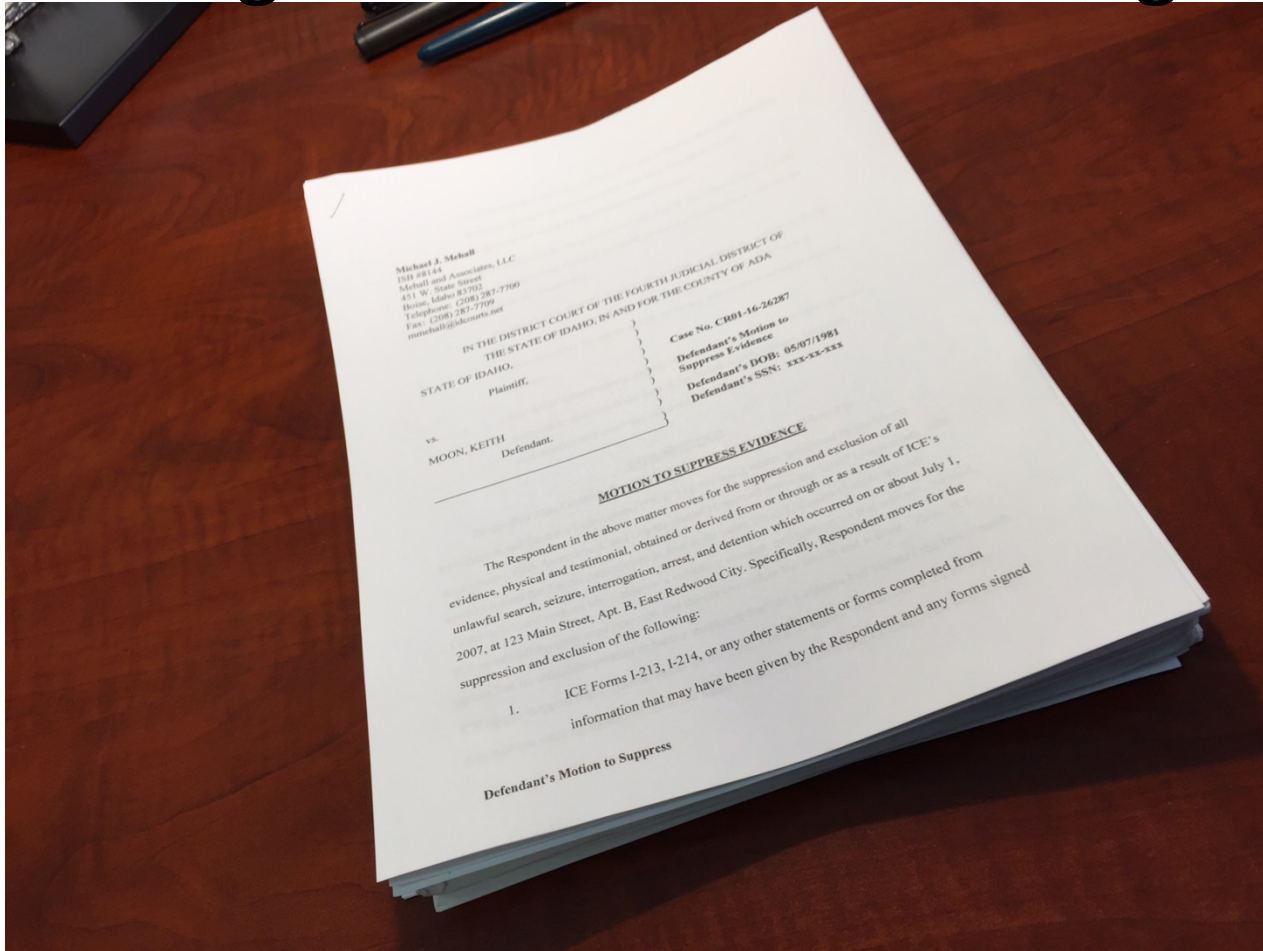 Michael J. Mehall
ISB #8144
Mehall and Associates, LLC
451 W. State Street
Boise, Idaho 83702
Telephone: (208) 287-7700
Fax: (208) 287-7709
mmehall@idcourts.net
IN THE DISTRICT COURT OF THE FOURTH JUDICIAL DISTRICT OF
THE STATE OF IDAHO, IN AND FOR THE COUNTY OF ADA
STATE OF IDAHO,
Plaintiff,
vs.
MOON, KEITH
Defendant.
Case No. CR01-16-26287
Defendant's Motion to
Suppress Evidence
Defendant's DOB: 05/07/1981
Defendant's SSN: xxx-xx-xxx
MOTION TO SUPPRESS EVIDENCE
The Respondent in the above matter moves for the suppression and exclusion of all
evidence, physical and testimonial, obtained or derived from or through or as a result of ICE's
unlawful search, seizure, interrogation, arrest, and detention which occurred on or about July 1,
2007, at 123 Main Street, Apt. B, East Redwood City. Specifically, Respondent moves for the
suppression and exclusion of the following:
1. ICE Forms I-213, I-214, or any other statements or forms completed from
information that may have been given by the Respondent and any forms signed
Defendant's Motion to Suppress